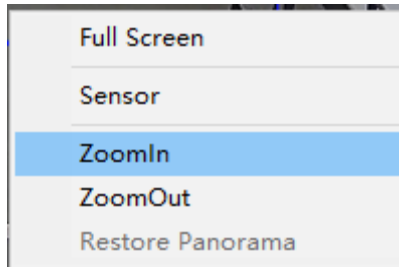 Full Screen
Sensor
ZoomIn
ZoomOut
Restore Panorama